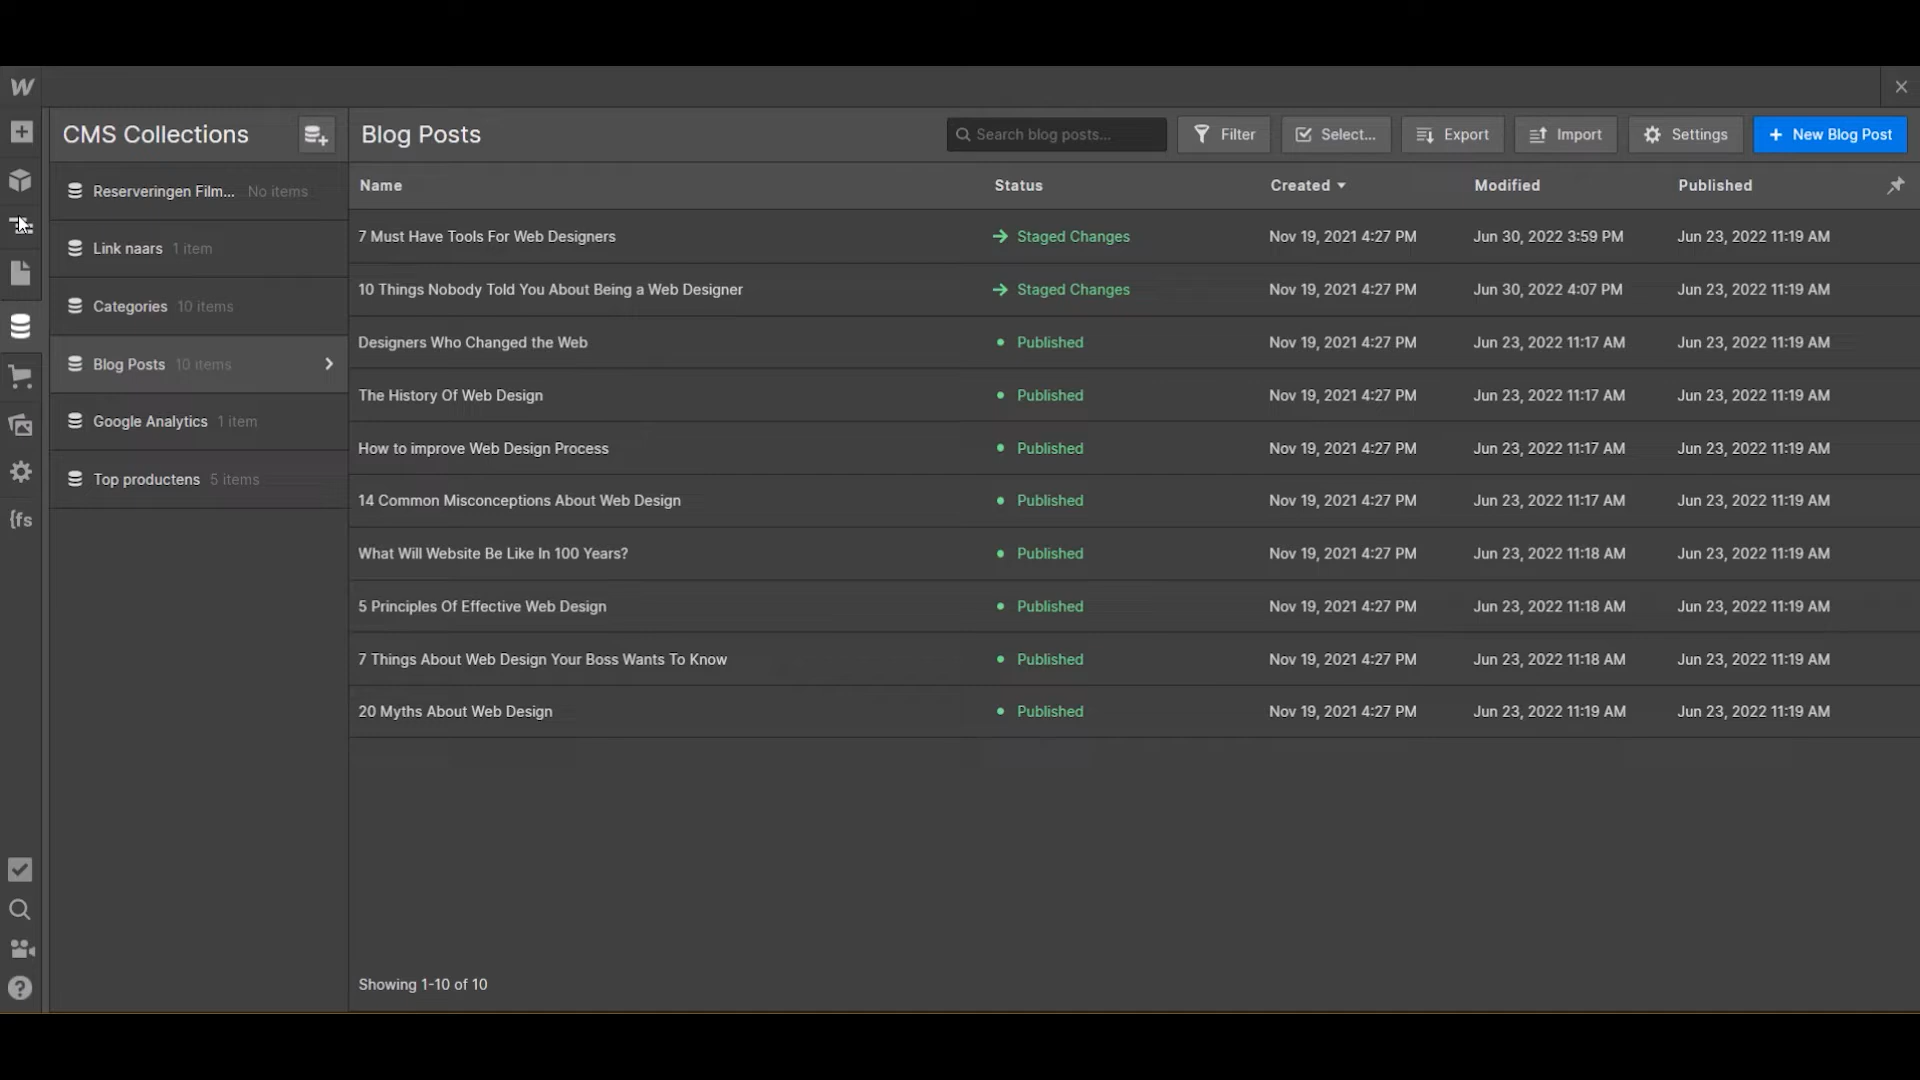 W
CMS Collections
Blog Posts
Search blog posts...
Filter
Select...
Export
Import
Settings
+ New Blog Post
Reserveringen Film... No items
Link naars 1 item
Categories 10 items
Blog Posts 10 items
Google Analytics 1 item
Top productens 5 items
{fs
Name Status Created Modified Published
7 Must Have Tools For Web Designers Staged Changes Nov 19, 2021 4:27 PM Jun 30, 2022 3:59 PM Jun 23, 2022 11:19 AM
10 Things Nobody Told You About Being a Web Designer Staged Changes Nov 19, 2021 4:27 PM Jun 30, 2022 4:07 PM Jun 23, 2022 11:19 AM
Designers Who Changed the Web Published Nov 19, 2021 4:27 PM Jun 23, 2022 11:17 AM Jun 23, 2022 11:19 AM
The History Of Web Design Published Nov 19, 2021 4:27 PM Jun 23, 2022 11:17 AM Jun 23, 2022 11:19 AM
How to improve Web Design Process Published Nov 19, 2021 4:27 PM Jun 23, 2022 11:17 AM Jun 23, 2022 11:19 AM
14 Common Misconceptions About Web Design Published Nov 19, 2021 4:27 PM Jun 23, 2022 11:17 AM Jun 23, 2022 11:19 AM
What Will Website Be Like In 100 Years? Published Nov 19, 2021 4:27 PM Jun 23, 2022 11:18 AM Jun 23, 2022 11:19 AM
5 Principles Of Effective Web Design Published Nov 19, 2021 4:27 PM Jun 23, 2022 11:18 AM Jun 23, 2022 11:19 AM
7 Things About Web Design Your Boss Wants To Know Published Nov 19, 2021 4:27 PM Jun 23, 2022 11:18 AM Jun 23, 2022 11:19 AM
20 Myths About Web Design Published Nov 19, 2021 4:27 PM Jun 23, 2022 11:19 AM Jun 23, 2022 11:19 AM
Showing 1-10 of 10